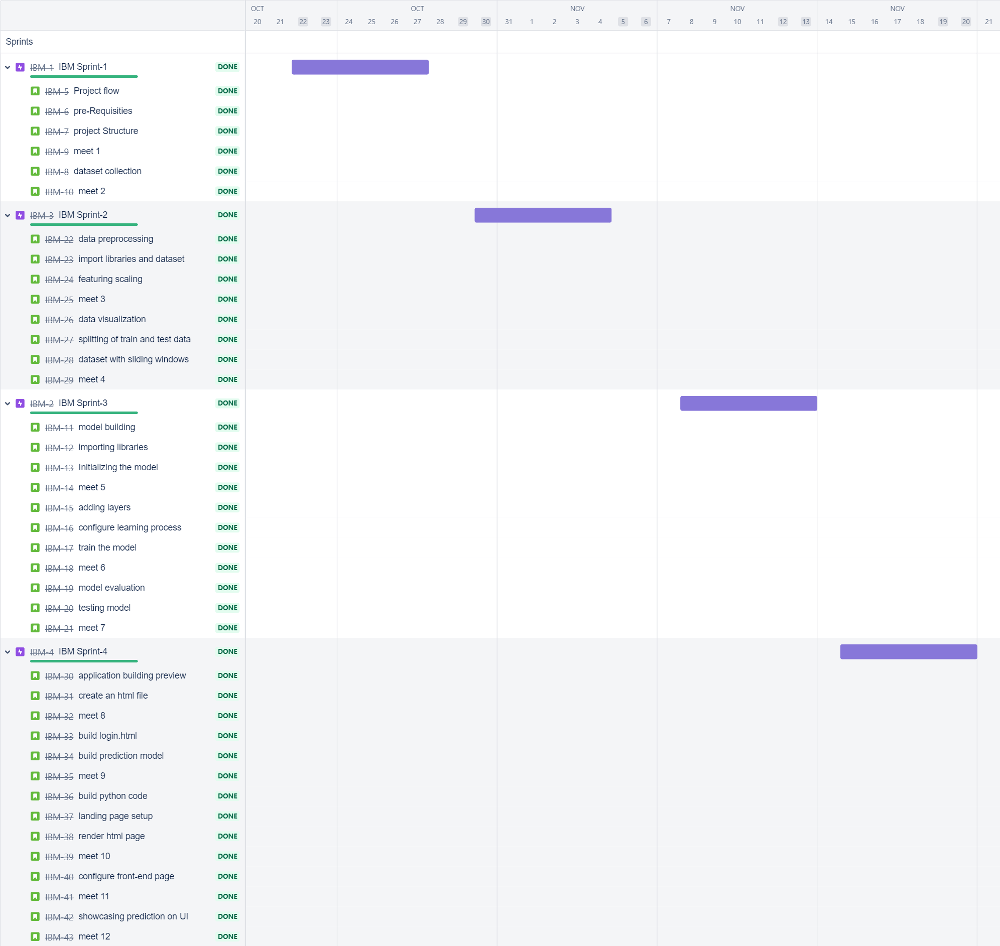 OCT OCT NOV NOV NOV
20 21 22 23 24 25 26 27 28 29 30 31 1 2 3 4 5 6 7 8 9 10 11 12 13 14 15 16 17 18 19 20 21
Sprints
IBM-1 IBM Sprint-1 DONE
IBM-5 Project flow DONE
IBM-6 pre-Requisities DONE
IBM-7 project Structure DONE
IBM-9 meet 1 DONE
IBM-8 dataset collection DONE
IBM-10 meet 2 DONE
IBM-3 IBM Sprint-2 DONE
IBM-22 data preprocessing DONE
IBM-23 import libraries and dataset DONE
IBM-24 featuring scaling DONE
IBM-25 meet 3 DONE
IBM-26 data visualization DONE
IBM-27 splitting of train and test data DONE
IBM-28 dataset with sliding windows DONE
IBM-29 meet 4 DONE
IBM-2 IBM Sprint-3 DONE
IBM-11 model building DONE
IBM-12 importing libraries DONE
IBM-13 Initializing the model DONE
IBM-14 meet 5 DONE
IBM-15 adding layers DONE
IBM-16 configure learning process DONE
IBM-17 train the model DONE
IBM-18 meet 6 DONE
IBM-19 model evaluation DONE
IBM-20 testing model DONE
IBM-21 meet 7 DONE
IBM-4 IBM Sprint-4 DONE
IBM-30 application building preview DONE
IBM-31 create an html file DONE
IBM-32 meet 8 DONE
IBM-33 build login.html DONE
IBM-34 build prediction model DONE
IBM-35 meet 9 DONE
IBM-36 build python code DONE
IBM-37 landing page setup DONE
IBM-38 render html page DONE
IBM-39 meet 10 DONE
IBM-40 configure front-end page DONE
IBM-41 meet 11 DONE
IBM-42 showcasing prediction on UI DONE
IBM-43 meet 12 DONE